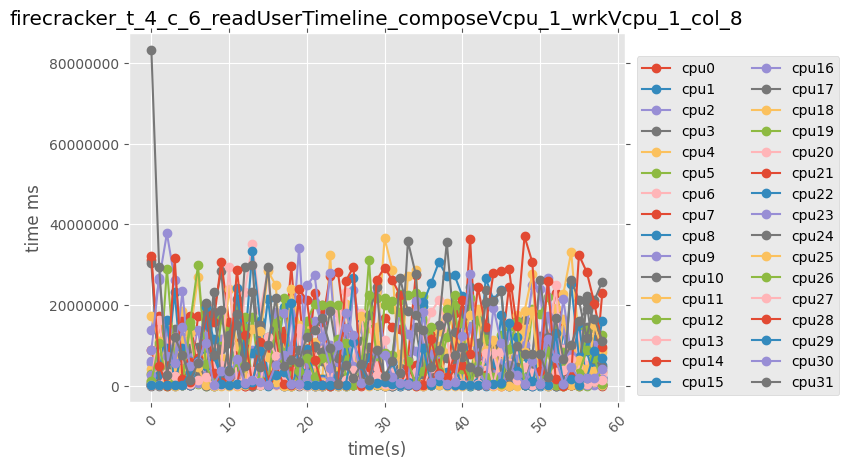 firecracker_t_4_c_6_readUserTimeline_composeVcpu_1_wrkVcpu_1_col_8
80000000
60000000
40000000
20000000
0
time ms
0
10
20
30
40
50
60
time(s)
cpu0
cpu1
cpu2
cpu3
cpu4
cpu5
cpu6
cpu7
cpu8
cpu9
cpu10
cpu11
cpu12
cpu13
cpu14
cpu15
cpu16
cpu17
cpu18
cpu19
cpu20
cpu21
cpu22
cpu23
cpu24
cpu25
cpu26
cpu27
cpu28
cpu29
cpu30
cpu31